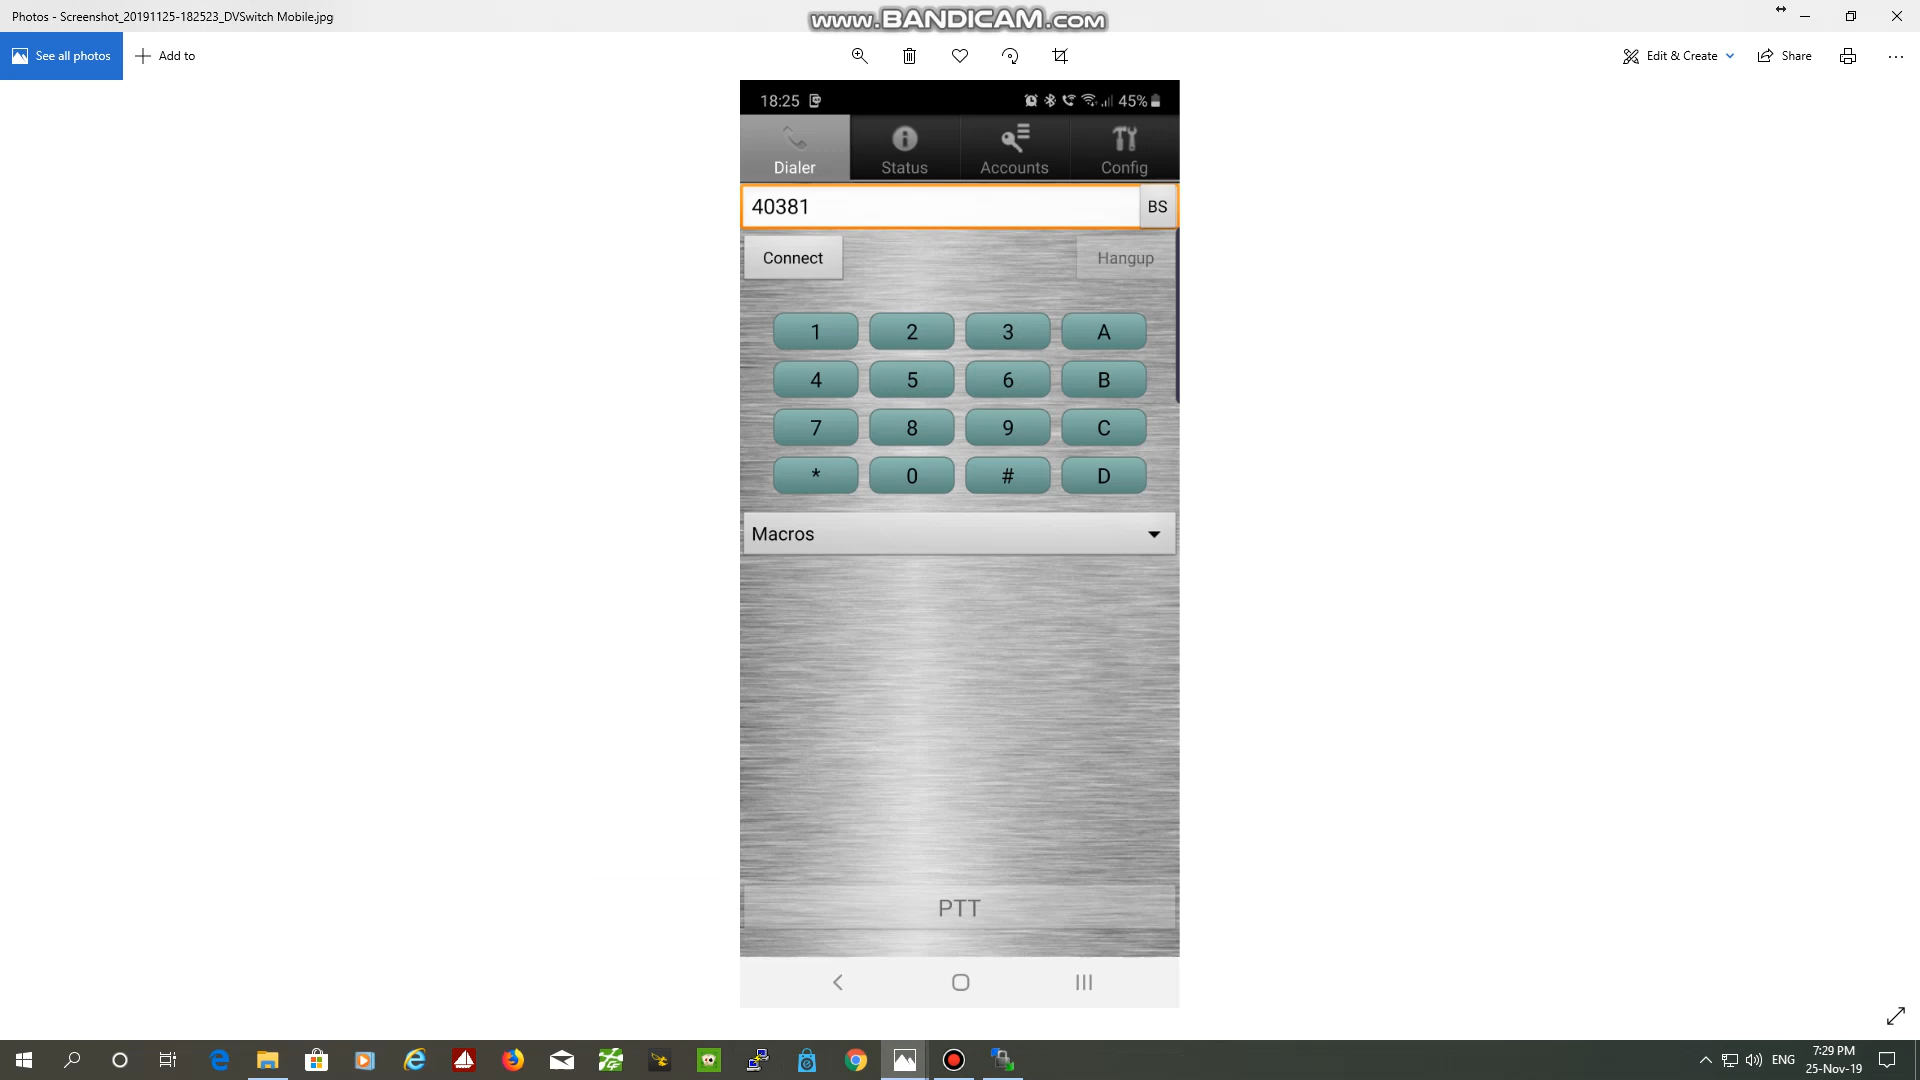 Photos - Screenshot_20191125-182523_DVSwitch Mobile.jpg
www.BANDICAM.com
See all photos
Add to
Edit & Create
Share
18:25
45%
Dialer
Status
Accounts
Config
40381
BS
Connect
Hangup
1 2 3 A
4 5 6 B
7 8 9 C
* 0 # D
Macros
PTT
ENG
7:29 PM
25-Nov-19